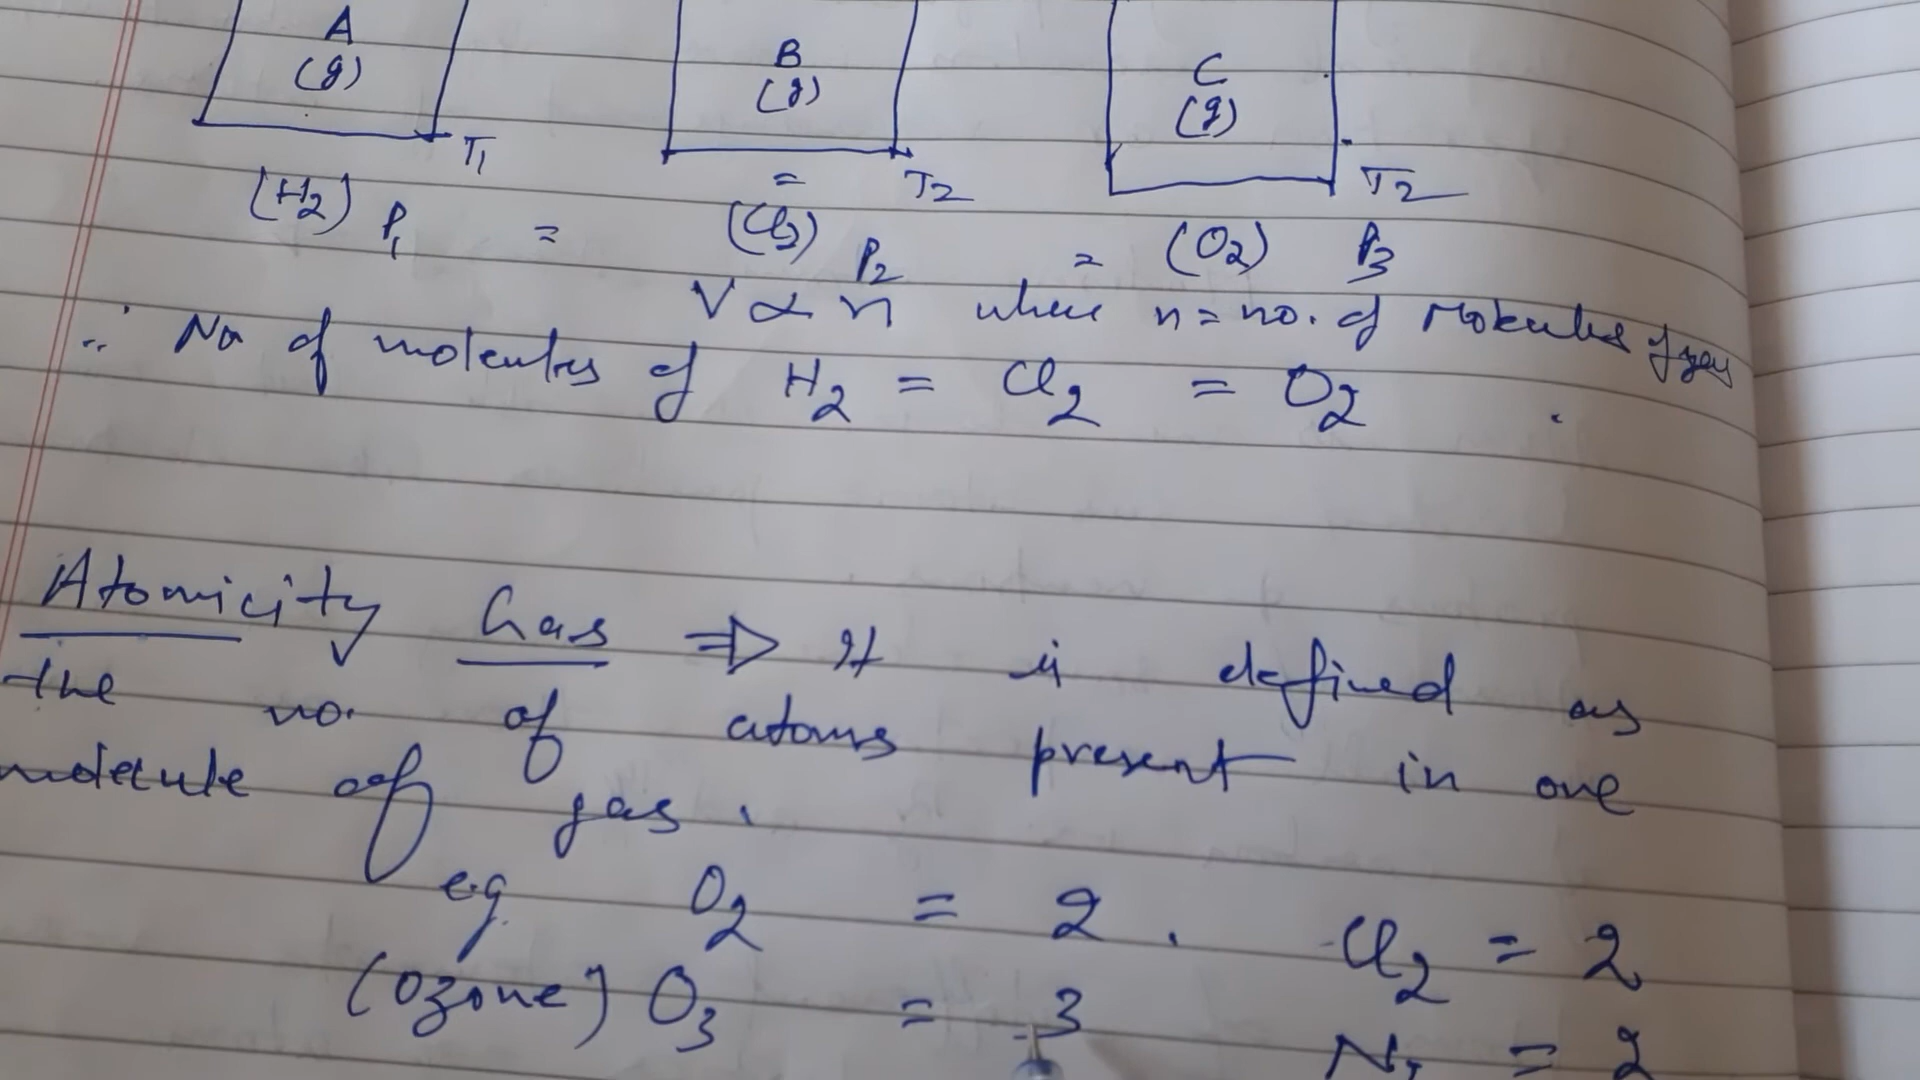 A B C
(g) (g) (g)
T1 T2 T2
(H2) P1 = (Cl2) P2 = (O2) P3
=
V ∝ n where n = no. of molecules of gas
∴ No of molecules of H2 = Cl2 = O2
Atomicity Gas ⇒ It is defined as
the no. of atoms present in one
molecule of gas.
e.g. O2 = 2. Cl2 = 2
(Ozone) O3 = 3 N2 = 2